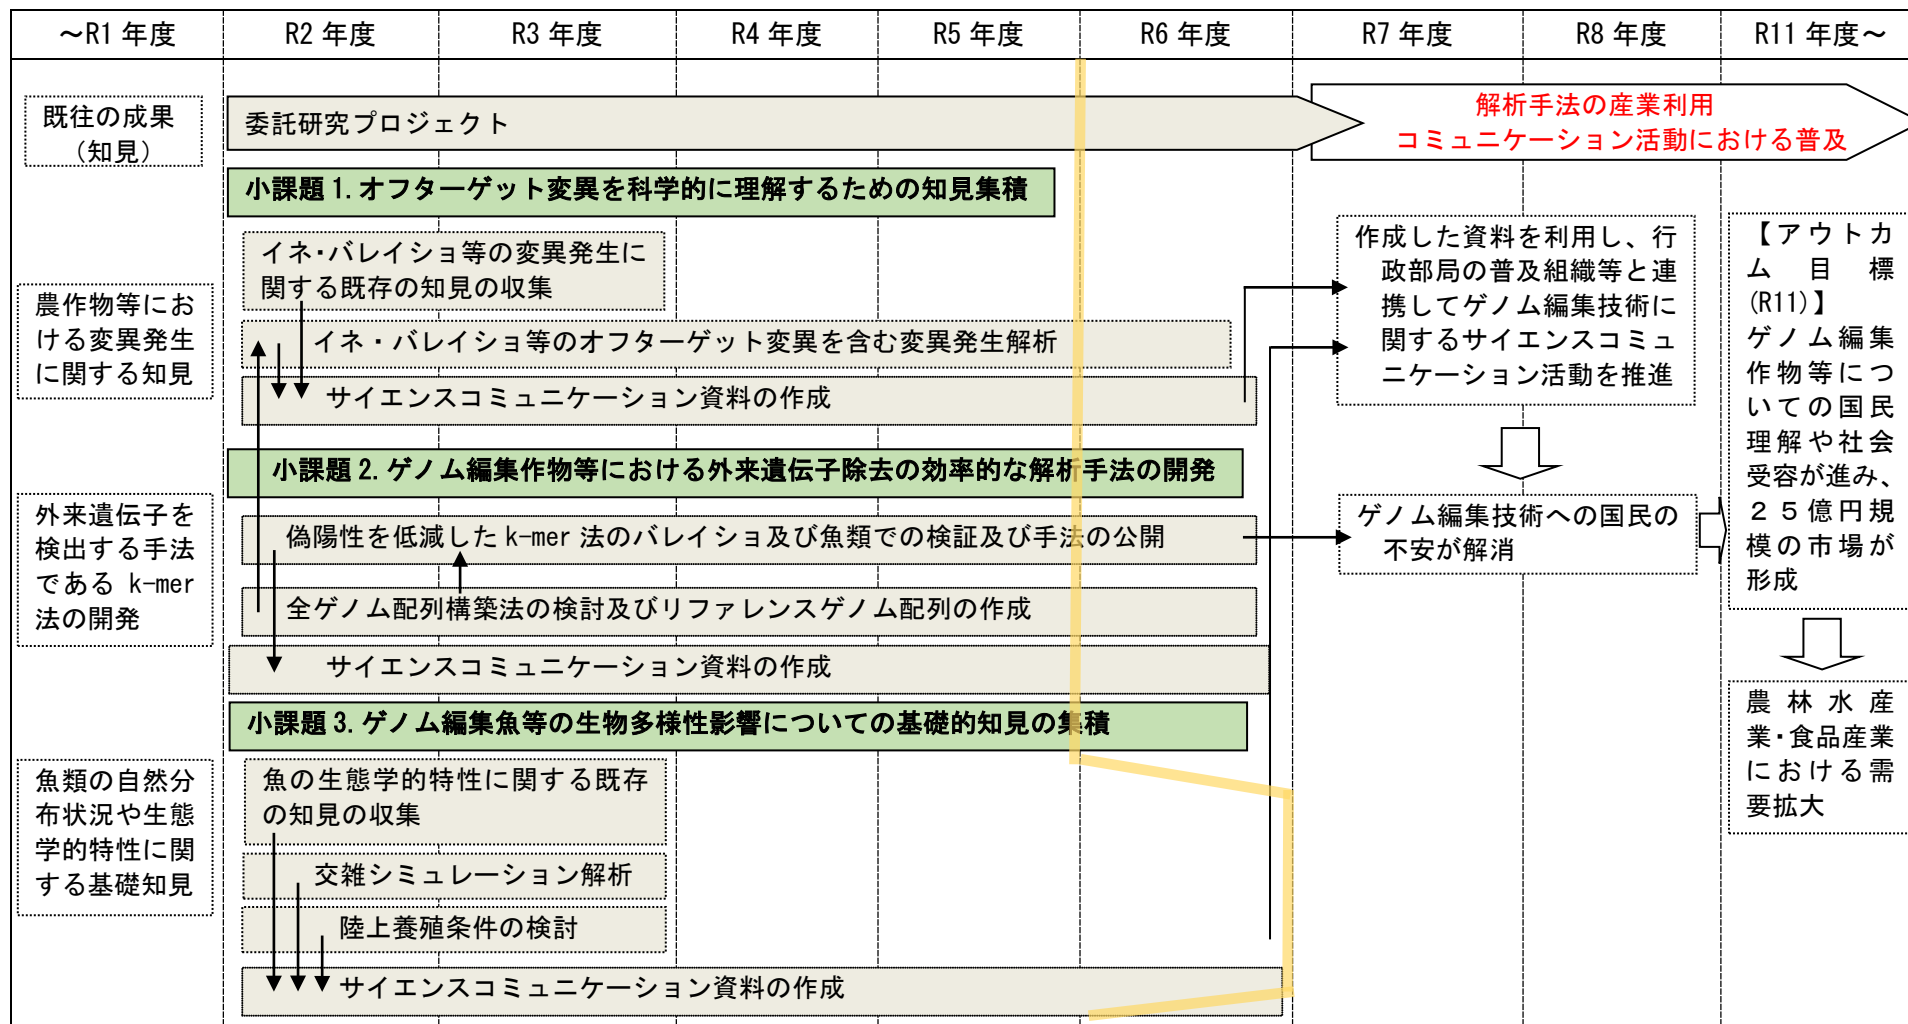 ～R1 年度
R2 年度
R3 年度
R4 年度
R5 年度
R6 年度
R7 年度
R8 年度
R11 年度～
既往の成果
（知見）
委託研究プロジェクト
解析手法の産業利用
コミュニケーション活動における普及
小課題 1. オフターゲット変異を科学的に理解するための知見集積
農作物等にお
ける変異発生
に関する知見
イネ・バレイショ等の変異発生に
関する既存の知見の収集
イネ・バレイショ等のオフターゲット変異を含む変異発生解析
サイエンスコミュニケーション資料の作成
作成した資料を利用し、行
政部局の普及組織等と連
携してゲノム編集技術に
関するサイエンスコミュ
ニケーション活動を推進
【アウトカ
ム目標
(R11)】
ゲノム編集
作物等につ
いての国民
理解や社会
受容が進み、
２５億円規
模の市場が
形成
小課題 2. ゲノム編集作物等における外来遺伝子除去の効率的な解析手法の開発
外来遺伝子を
検出する手法
である k-mer
法の開発
偽陽性を低減した k-mer 法のバレイショ及び魚類での検証及び手法の公開
全ゲノム配列構築法の検討及びリファレンスゲノム配列の作成
サイエンスコミュニケーション資料の作成
ゲノム編集技術への国民の
不安が解消
小課題 3. ゲノム編集魚等の生物多様性影響についての基礎的知見の集積
魚類の自然分
布状況や生態
学的特性に関
する基礎知見
魚の生態学的特性に関する既存
の知見の収集
交雑シミュレーション解析
陸上養殖条件の検討
サイエンスコミュニケーション資料の作成
農林水産
業・食品産業
における需
要拡大